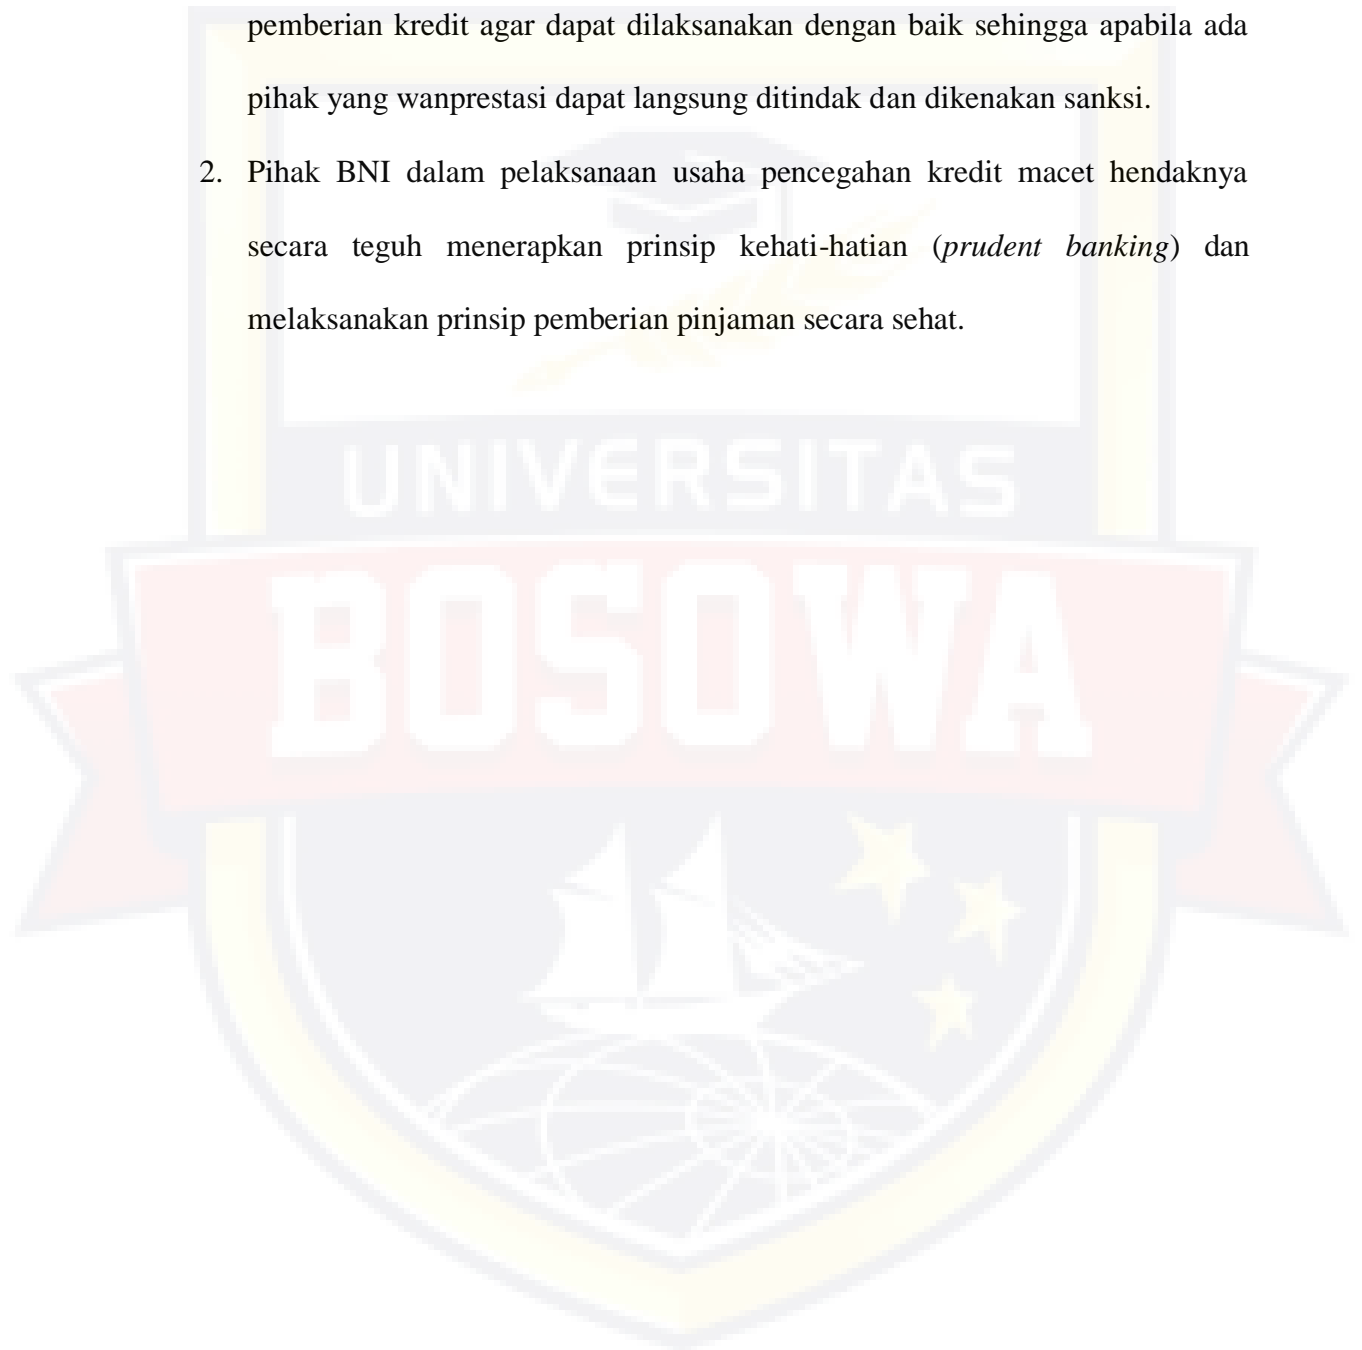 pemberian kredit agar dapat dilaksanakan dengan baik sehingga apabila ada
pihak yang wanprestasi dapat langsung ditindak dan dikenakan sanksi.
2. Pihak BNI dalam pelaksanaan usaha pencegahan kredit macet hendaknya
secara teguh menerapkan prinsip kehati-hatian (prudent banking) dan
melaksanakan prinsip pemberian pinjaman secara sehat.
UNIVERSITAS
BOSOWA